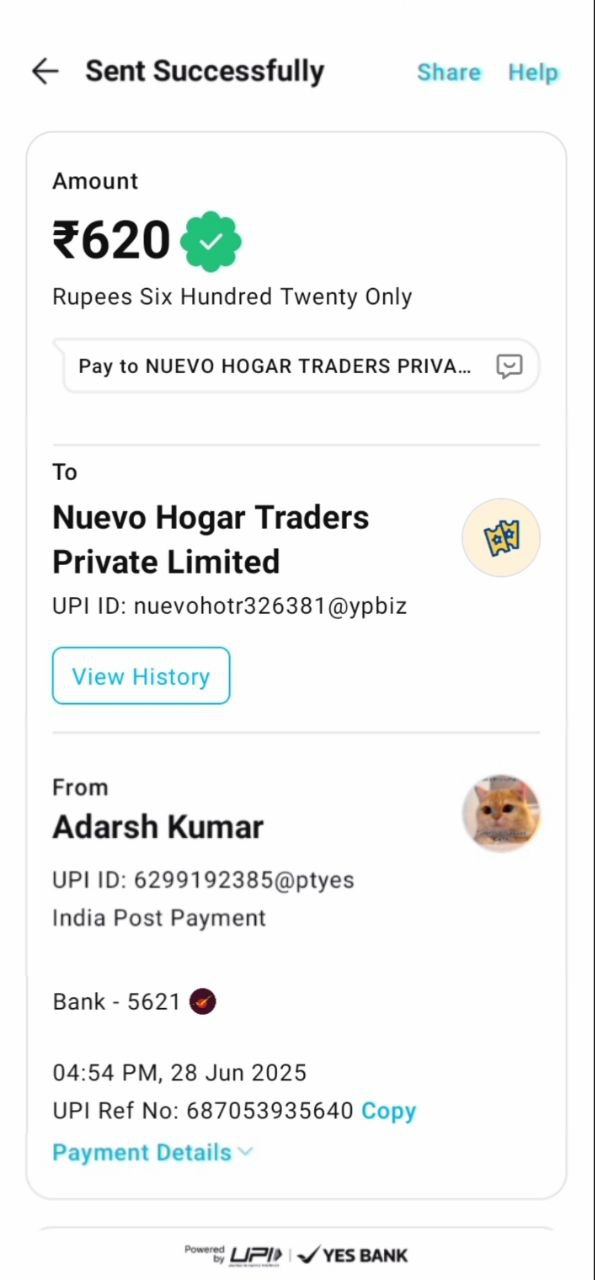 Sent Successfully
Share
Help
Amount
₹620
Rupees Six Hundred Twenty Only
Pay to NUEVO HOGAR TRADERS PRIVA...
To
Nuevo Hogar Traders
Private Limited
UPI ID: nuevohotr326381@ypbiz
View History
From
Adarsh Kumar
UPI ID: 6299192385@ptyes
India Post Payment
Bank - 5621
04:54 PM, 28 Jun 2025
UPI Ref No: 687053935640 Copy
Payment Details
Powered
by UPI
YES BANK